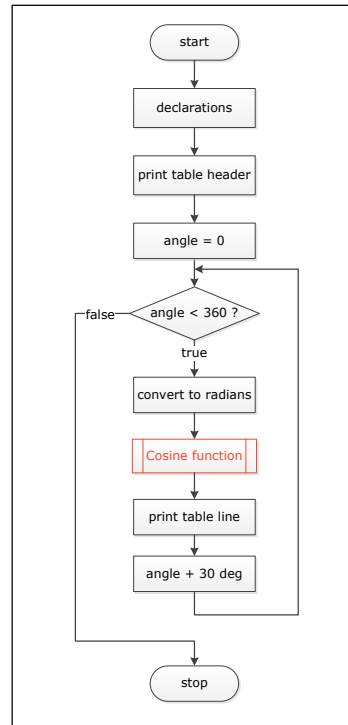 start
declarations
print table header
angle = 0
angle < 360 ?
false
true
convert to radians
Cosine function
print table line
angle + 30 deg
stop